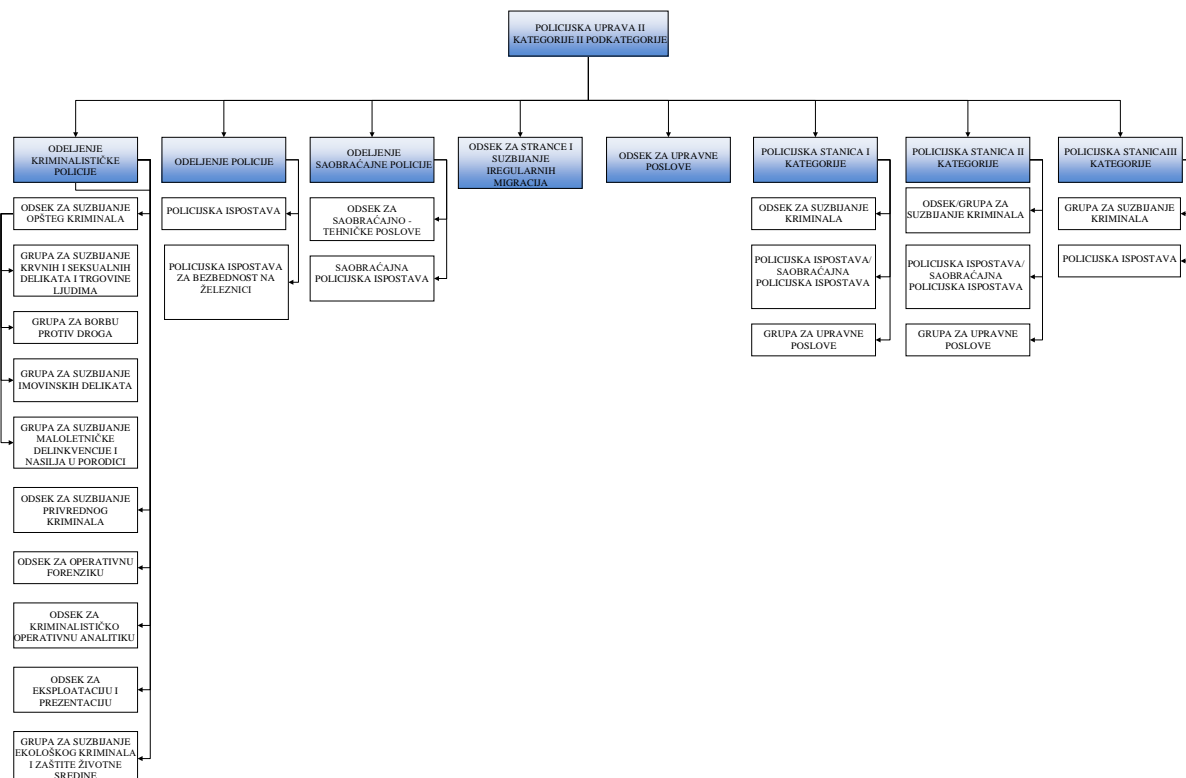 POLICIJSKA UPRAVA II
KATEGORIJE II PODKATEGORIJE
ODELJENJE
KRIMINALISTIČKE
POLICIJE
ODSEK ZA SUZBIJANJE
OPŠTEG KRIMINALA
GRUPA ZA SUZBIJANJE
KRVNIH I SEKSUALNIH
DELIKATA I TRGOVINE
LJUDIMA
GRUPA ZA BORBU
PROTIV DROGA
GRUPA ZA SUZBIJANJE
IMOVINSKIH DELIKATA
GRUPA ZA SUZBIJANJE
MALOLETNIČKE
DELINKVENCIJE I
NASILJA U PORODICI
ODSEK ZA SUZBIJANJE
PRIVREDNOG
KRIMINALA
ODSEK ZA OPERATIVNU
FORENZIKU
ODSEK ZA
KRIMINALISTIČKO
OPERATIVNU ANALITIKU
ODSEK ZA
EKSPLOATACIJU I
PREZENTACIJU
GRUPA ZA SUZBIJANJE
EKOLOŠKOG KRIMINALA
I ZAŠTITE ŽIVOTNE
SREDINE
ODELJENJE POLICIJE
POLICIJSKA ISPOSTAVA
POLICIJSKA ISPOSTAVA
ZA BEZBEDNOST NA
ŽELEZNICI
ODELJENJE
SAOBRAĆAJNE POLICIJE
ODSEK ZA
SAOBRAĆAJNO -
TEHNIČKE POSLOVE
SAOBRAĆAJNA
POLICIJSKA ISPOSTAVA
ODSEK ZA STRANCE I
SUZBIJANJE
IREGULARNIH
MIGRACIJA
ODSEK ZA UPRAVNE
POSLOVE
POLICIJSKA STANICA I
KATEGORIJE
ODSEK ZA SUZBIJANJE
KRIMINALA
POLICIJSKA ISPOSTAVA/
SAOBRAĆAJNA
POLICIJSKA ISPOSTAVA
GRUPA ZA UPRAVNE
POSLOVE
POLICIJSKA STANICA II
KATEGORIJE
ODSEK/GRUPA ZA
SUZBIJANJE KRIMINALA
POLICIJSKA ISPOSTAVA/
SAOBRAĆAJNA
POLICIJSKA ISPOSTAVA
GRUPA ZA UPRAVNE
POSLOVE
POLICIJSKA STANICAIII
KATEGORIJE
GRUPA ZA SUZBIJANJE
KRIMINALA
POLICIJSKA ISPOSTAVA